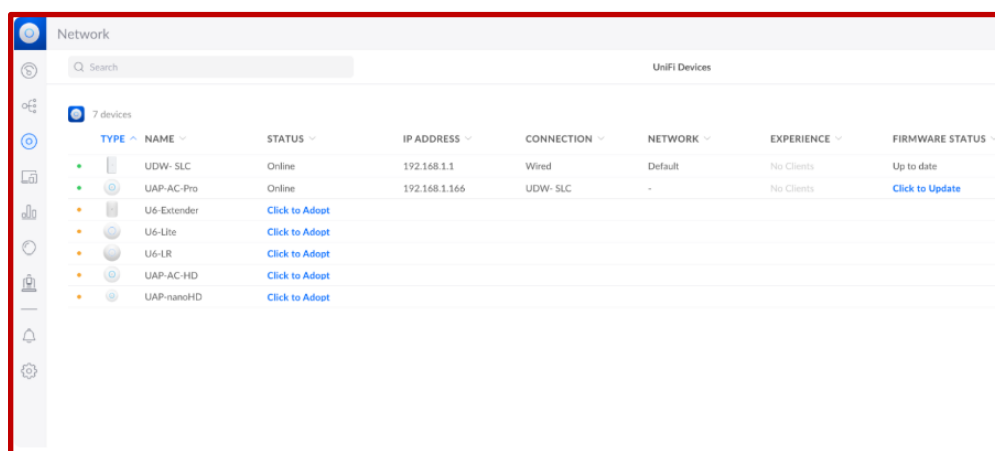 Network
Search
UniFi Devices
7 devices
TYPE NAME STATUS IP ADDRESS CONNECTION NETWORK EXPERIENCE FIRMWARE STATUS
UDW- SLC Online 192.168.1.1 Wired Default No Clients Up to date
UAP-AC-Pro Online 192.168.1.166 UDW- SLC - No Clients Click to Update
U6-Extender Click to Adopt
U6-Lite Click to Adopt
U6-LR Click to Adopt
UAP-AC-HD Click to Adopt
UAP-nanoHD Click to Adopt